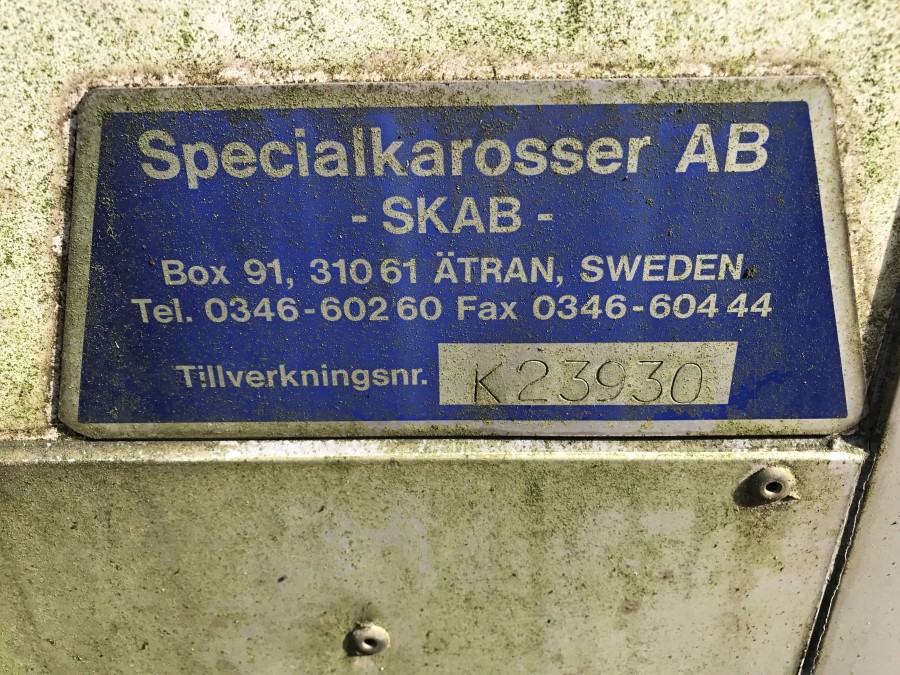 Specialkarosser AB
- SKAB -
Box 91, 310 61 ÄTRAN, SWEDEN
Tel. 0346-602 60 Fax 0346-604 44
Tillverkningsnr. K23930